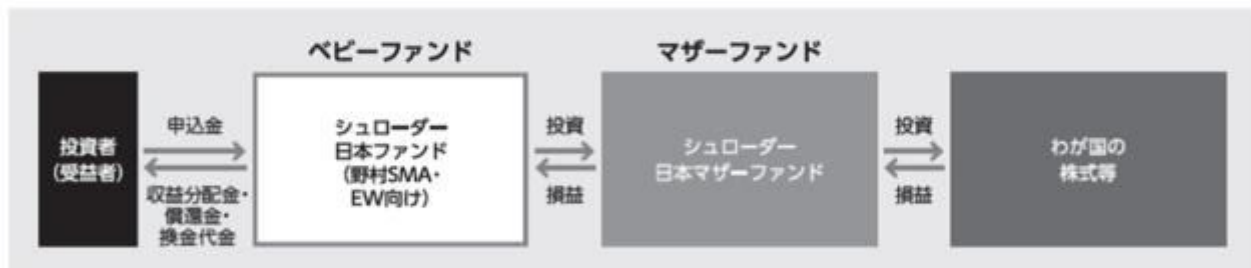 ベビーファンド
マザーファンド
投資者
(受益者)
申込金
収益分配金・
償還金・
換金代金
シュローダー
日本ファンド
(野村SMA・
EW向け)
投資
損益
シュローダー
日本マザーファンド
投資
損益
わが国の
株式等